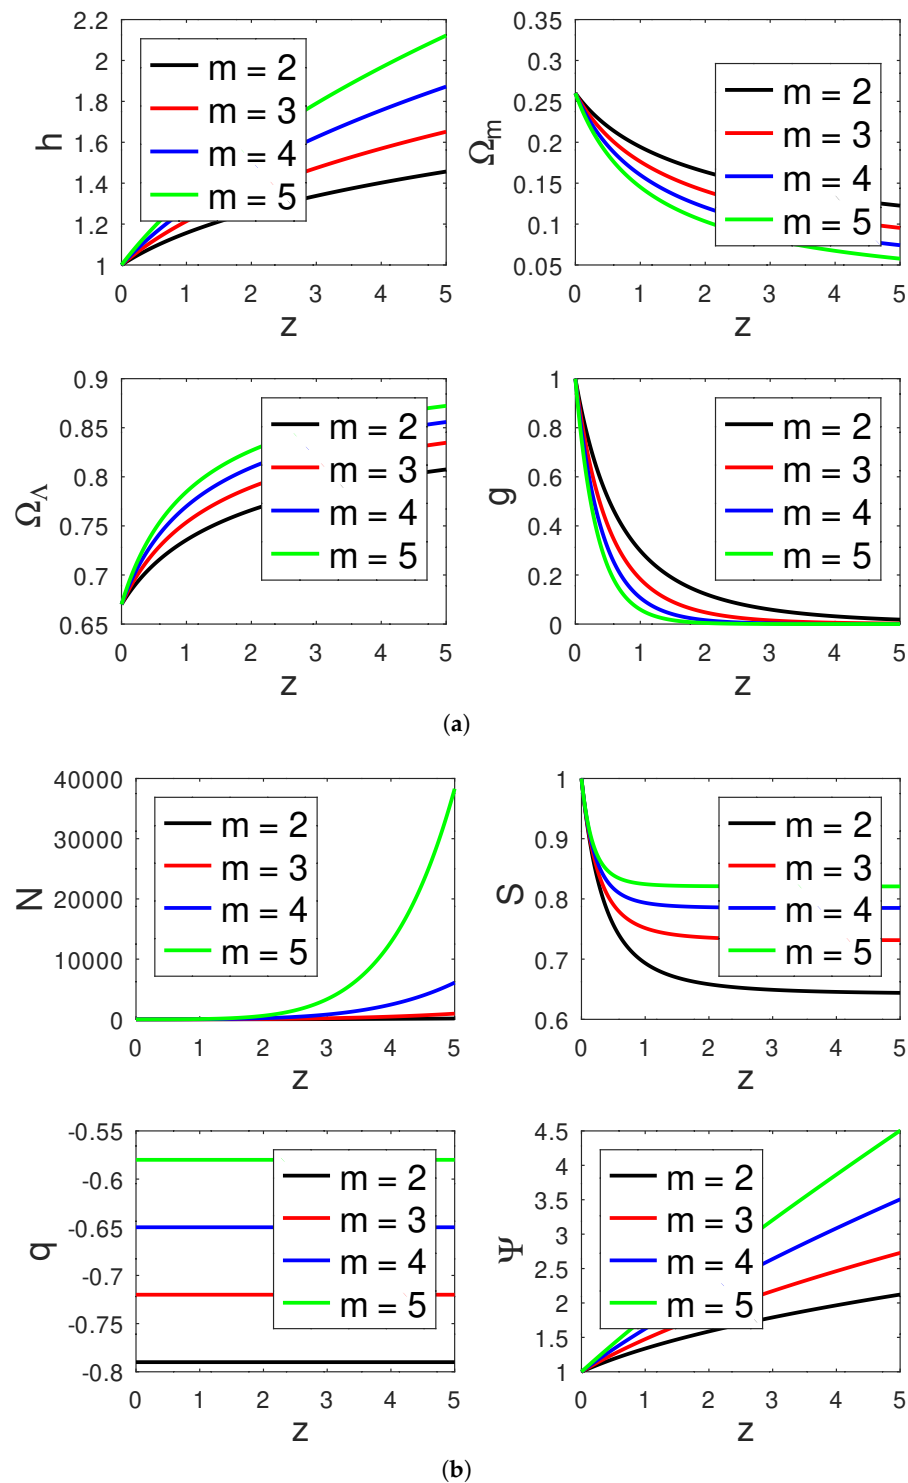 h
2.2
2
1.8
1.6
1.4
1.2
1
0 1 2 3 4 5
z
m = 2
m = 3
m = 4
m = 5
Ωm
0.35
0.3
0.25
0.2
0.15
0.1
0.05
0 1 2 3 4 5
z
m = 2
m = 3
m = 4
m = 5
ΩΛ
0.9
0.85
0.8
0.75
0.7
0.65
0 1 2 3 4 5
z
m = 2
m = 3
m = 4
m = 5
g
1
0.8
0.6
0.4
0.2
0
0 1 2 3 4 5
z
m = 2
m = 3
m = 4
m = 5
(a)
N
40000
30000
20000
10000
0
0 1 2 3 4 5
z
m = 2
m = 3
m = 4
m = 5
S
1
0.9
0.8
0.7
0.6
0 1 2 3 4 5
z
m = 2
m = 3
m = 4
m = 5
q
-0.55
-0.6
-0.65
-0.7
-0.75
-0.8
0 1 2 3 4 5
z
m = 2
m = 3
m = 4
m = 5
Ψ
4.5
4
3.5
3
2.5
2
1.5
1
0 1 2 3 4 5
z
m = 2
m = 3
m = 4
m = 5
(b)